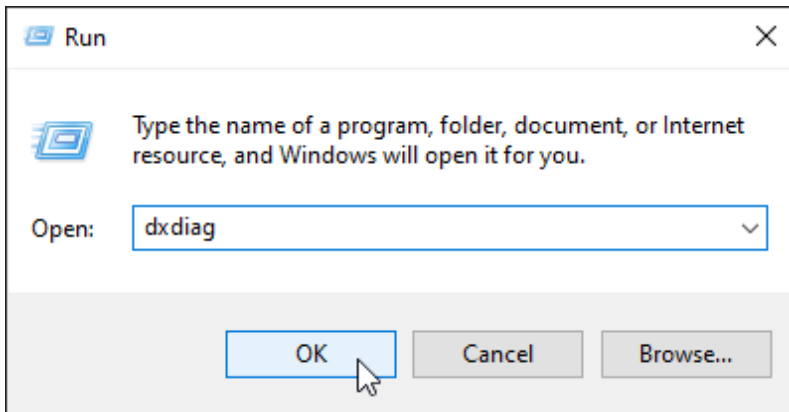 Run
Type the name of a program, folder, document, or Internet
resource, and Windows will open it for you.
Open: dxdiag
OK Cancel Browse...